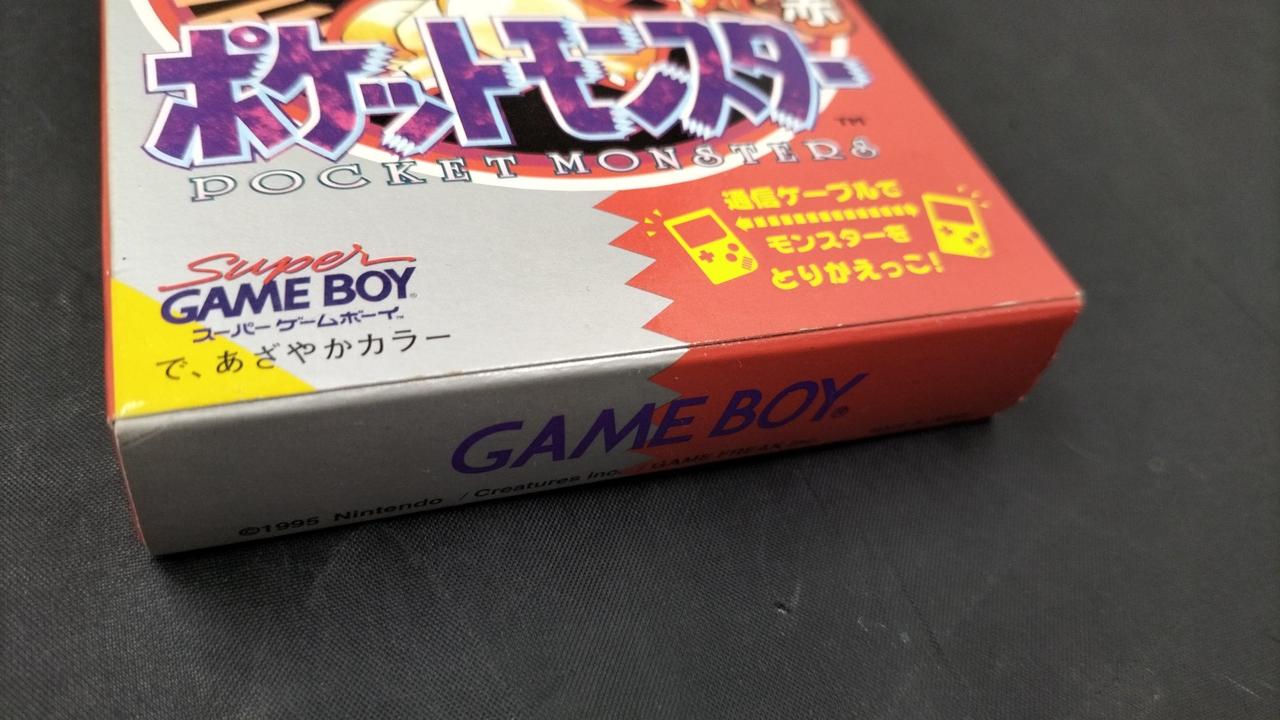 赤
ポケットモンスター
TM
POCKET MONSTERS
通信ケーブルで
モンスターを
とりかえっこ!
Super
GAME BOY®
スーパーゲームボーイ™
で、あざやかカラー
GAME BOY®
©1995 Nintendo / Creatures inc. / GAME FREAK inc.